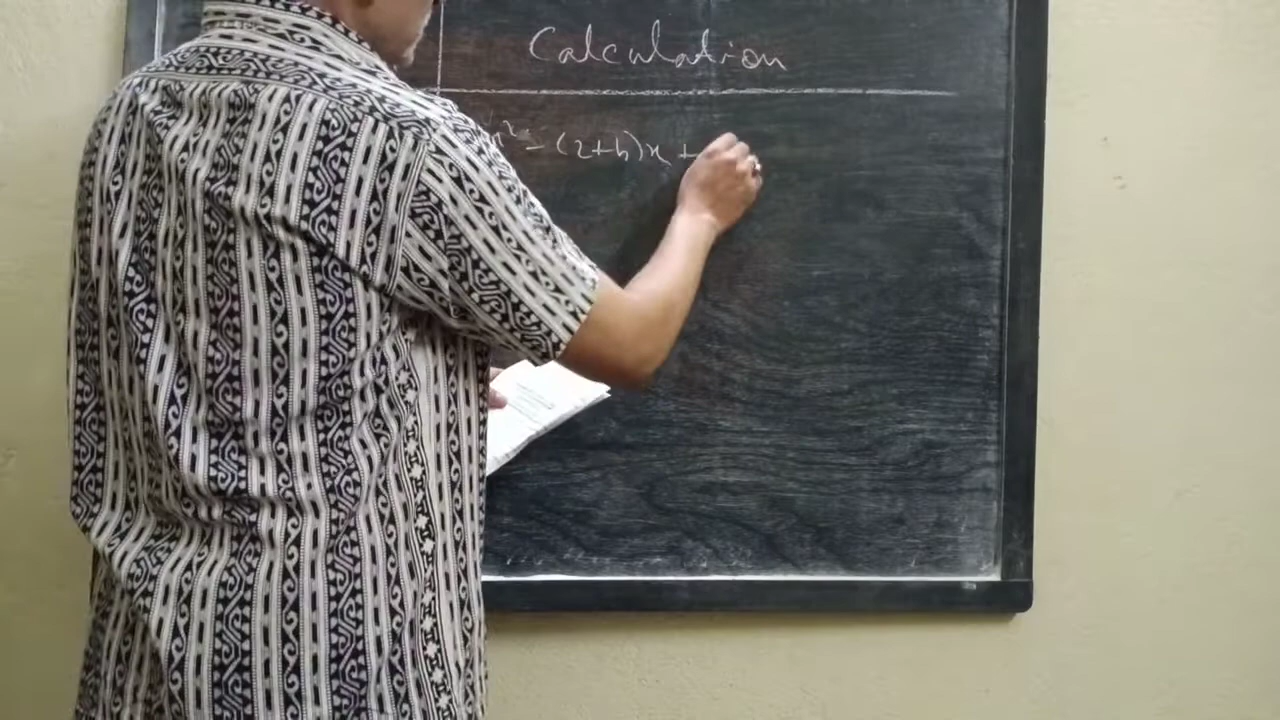 Calculation
x² - (2+h)x +